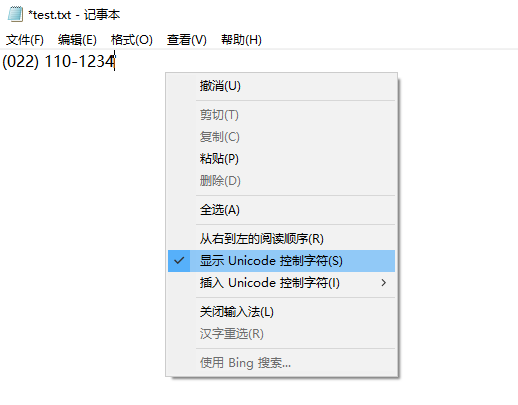 *test.txt - 记事本
文件(F) 编辑(E) 格式(O) 查看(V) 帮助(H)
(022) 110-1234
撤消(U)
剪切(T)
复制(C)
粘贴(P)
删除(D)
全选(A)
从右到左的阅读顺序(R)
显示 Unicode 控制字符(S)
插入 Unicode 控制字符(I)
关闭输入法(L)
汉字重选(R)
使用 Bing 搜索...